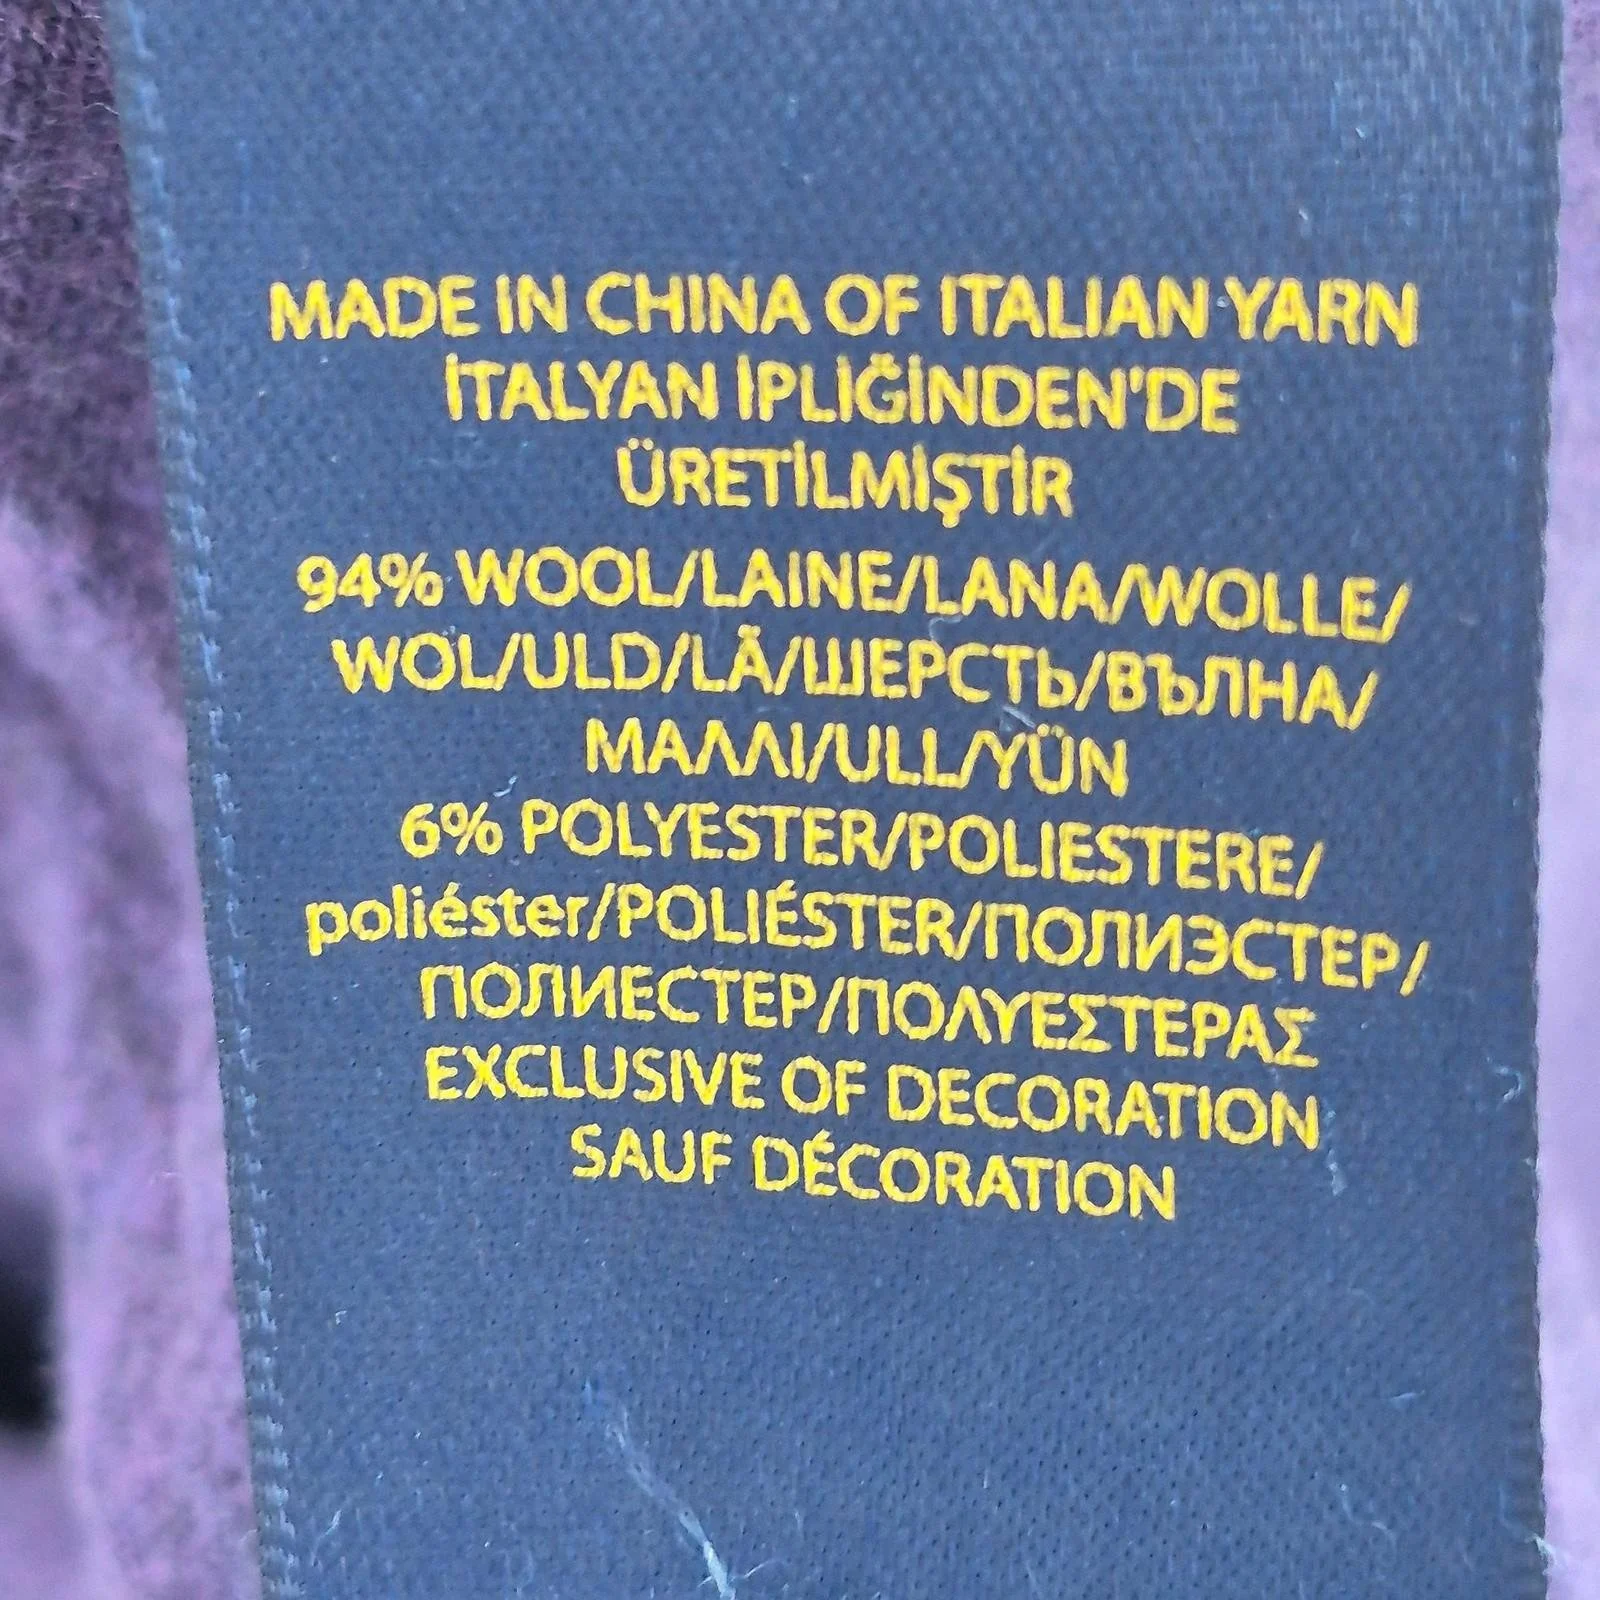 MADE IN CHINA OF ITALIAN YARN
İTALYAN İPLİĞİNDEN'DE
ÜRETİLMİŞTİR
94% WOOL/LAINE/LANA/WOLLE/
WOL/ULD/LÃ/ШЕРСТЬ/ВЪЛНА/
ΜΑΛΛΙ/ULL/YÜN
6% POLYESTER/POLIESTERE/
poliéster/POLIÉSTER/ПОЛИЭСТЕР/
ПОЛИЕСТЕР/ΠΟΛΥΕΣΤΕΡΑΣ
EXCLUSIVE OF DECORATION
SAUF DÉCORATION